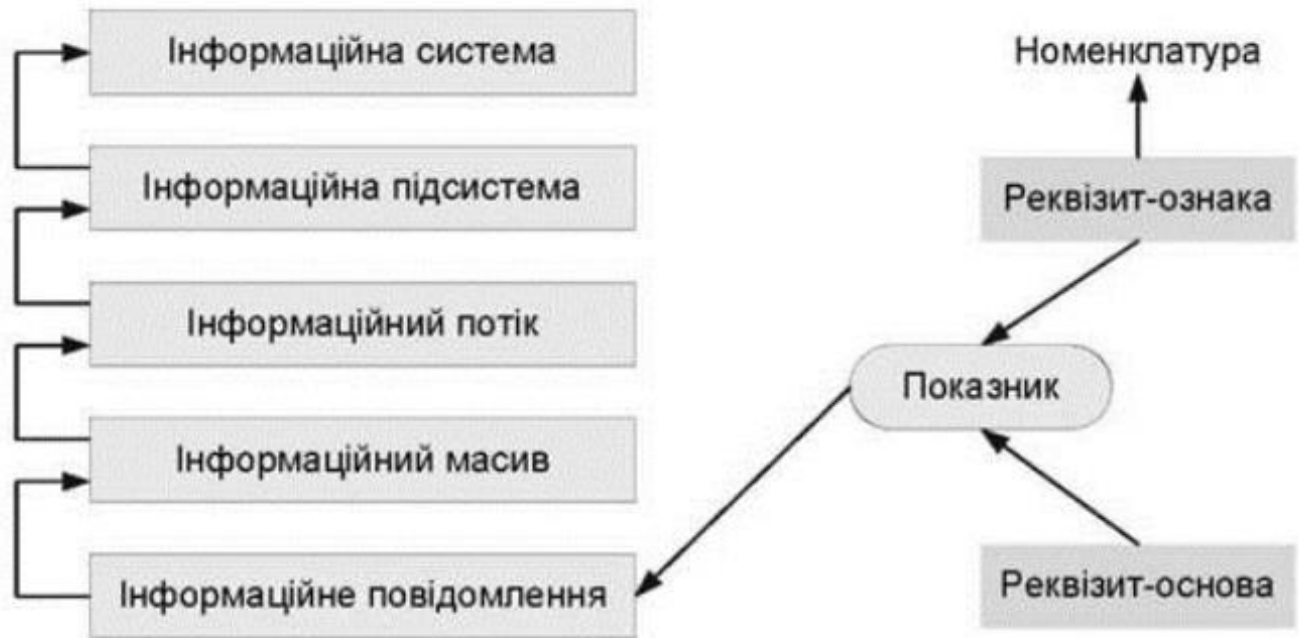 Інформаційна система
Номенклатура
Інформаційна підсистема
Реквізит-ознака
Інформаційний потік
Показник
Інформаційний масив
Інформаційне повідомлення
Реквізит-основа